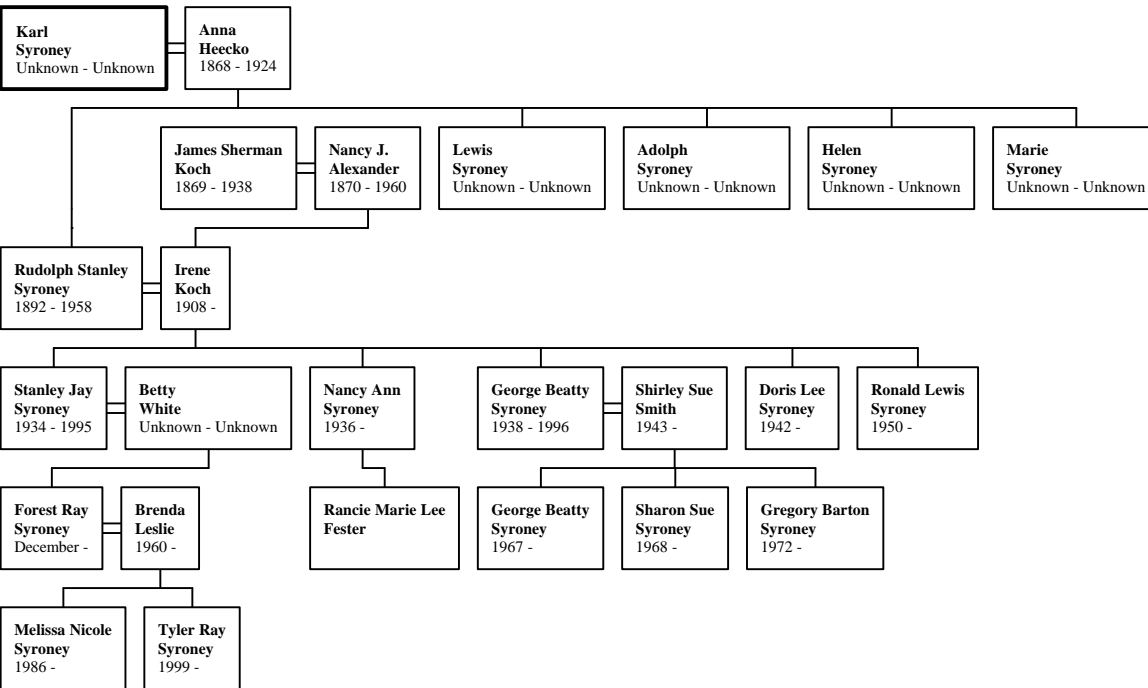 Karl
Syroney
Unknown - Unknown
Anna
Heecko
1868 - 1924
James Sherman
Koch
1869 - 1938
Nancy J.
Alexander
1870 - 1960
Lewis
Syroney
Unknown - Unknown
Adolph
Syroney
Unknown - Unknown
Helen
Syroney
Unknown - Unknown
Marie
Syroney
Unknown - Unknown
Rudolph Stanley
Syroney
1892 - 1958
Irene
Koch
1908 -
Stanley Jay
Syroney
1934 - 1995
Betty
White
Unknown - Unknown
Nancy Ann
Syroney
1936 -
George Beatty
Syroney
1938 - 1996
Shirley Sue
Smith
1943 -
Doris Lee
Syroney
1942 -
Ronald Lewis
Syroney
1950 -
Forest Ray
Syroney
December -
Brenda
Leslie
1960 -
Rancie Marie Lee
Fester
George Beatty
Syroney
1967 -
Sharon Sue
Syroney
1968 -
Gregory Barton
Syroney
1972 -
Melissa Nicole
Syroney
1986 -
Tyler Ray
Syroney
1999 -